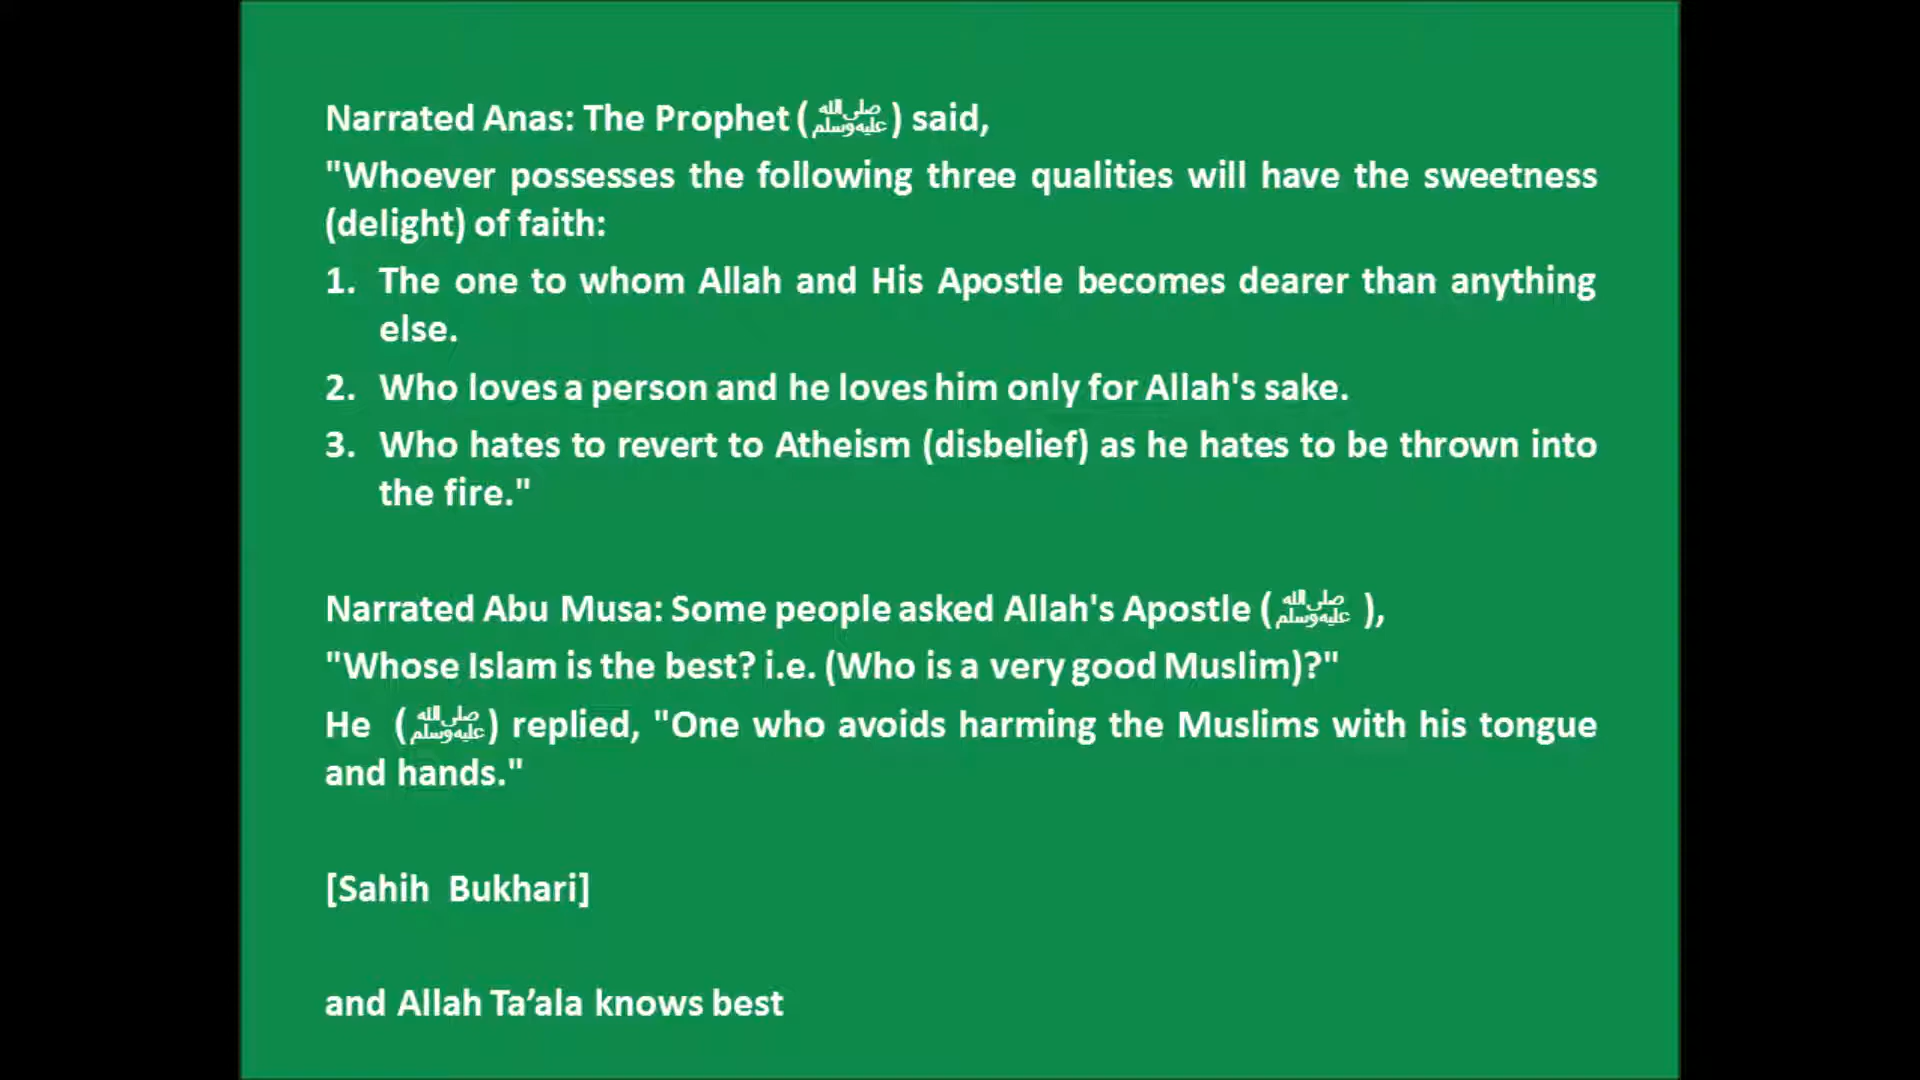 Narrated Anas: The Prophet (ﷺ) said,
"Whoever possesses the following three qualities will have the sweetness
(delight) of faith:
1. The one to whom Allah and His Apostle becomes dearer than anything
else.
2. Who loves a person and he loves him only for Allah's sake.
3. Who hates to revert to Atheism (disbelief) as he hates to be thrown into
the fire."
Narrated Abu Musa: Some people asked Allah's Apostle (ﷺ ),
"Whose Islam is the best? i.e. (Who is a very good Muslim)?"
He (ﷺ) replied, "One who avoids harming the Muslims with his tongue
and hands."
[Sahih Bukhari]
and Allah Ta’ala knows best